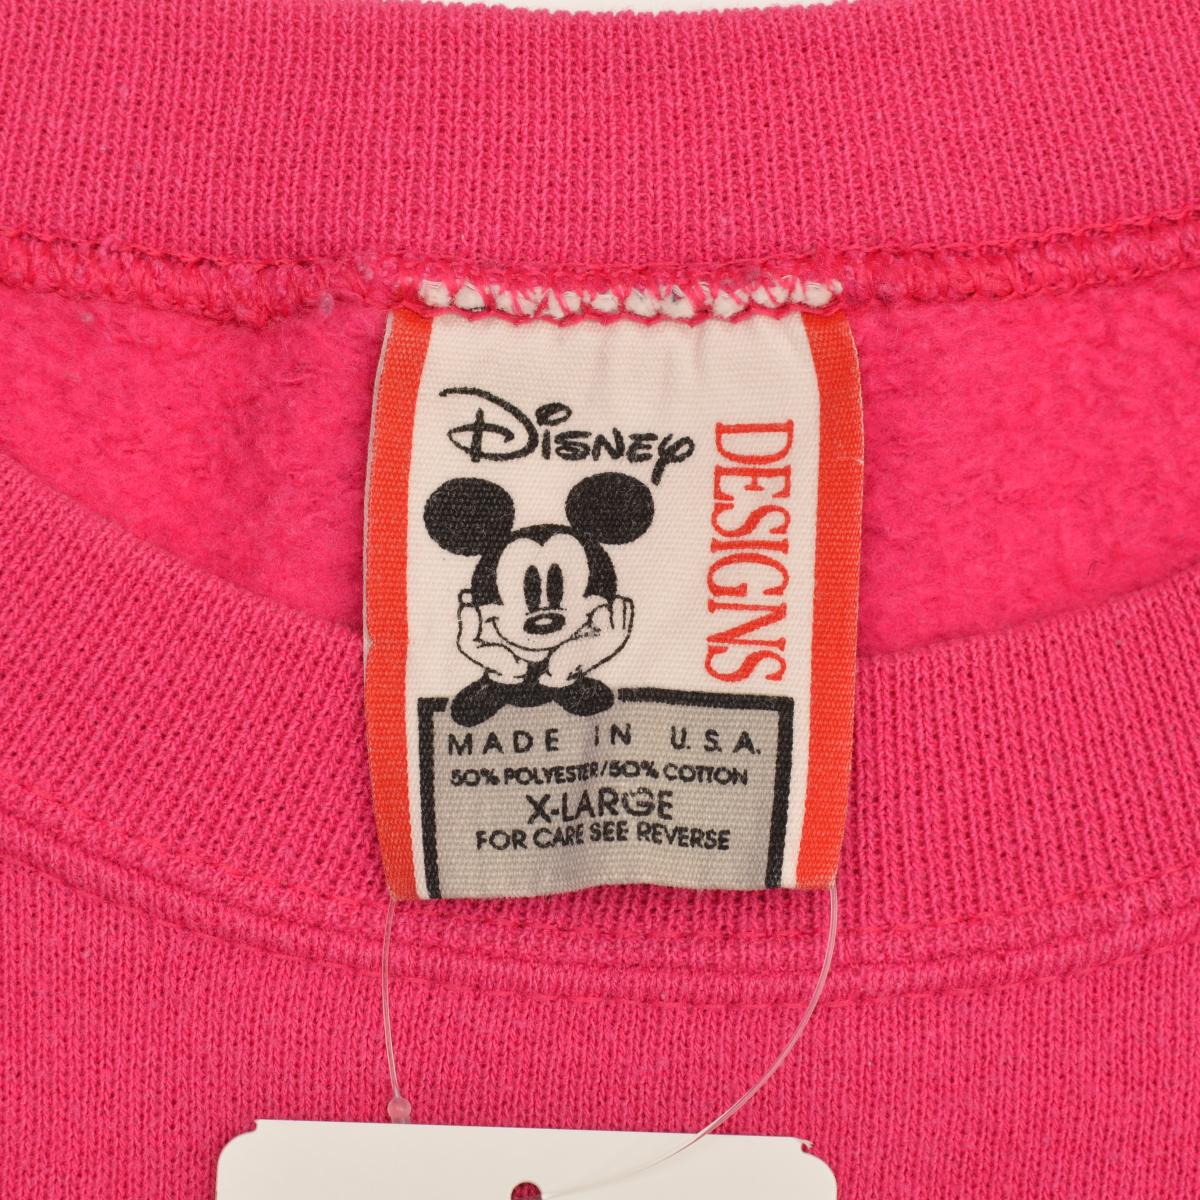 Disney
DESIGNS
MADE IN U.S.A.
50% POLYESTER/50% COTTON
X-LARGE
FOR CARE SEE REVERSE